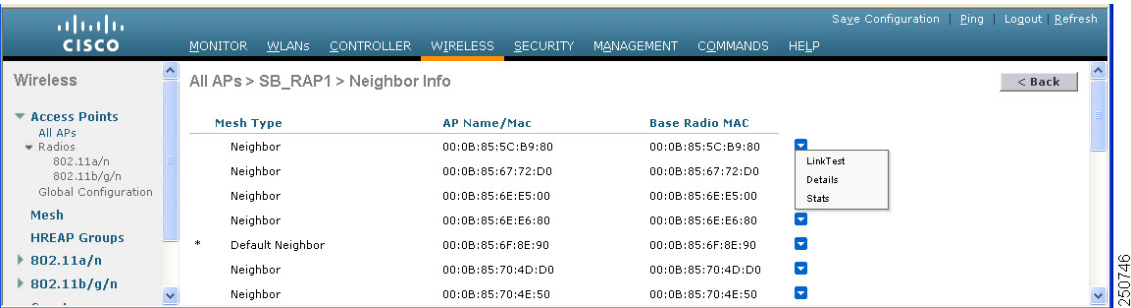 Save Configuration | Ping | Logout | Refresh
CISCO
MONITOR WLANs CONTROLLER WIRELESS SECURITY MANAGEMENT COMMANDS HELP
Wireless
Access Points
All APs
Radios
802.11a/n
802.11b/g/n
Global Configuration
Mesh
HREAP Groups
802.11a/n
802.11b/g/n
All APs > SB_RAP1 > Neighbor Info
< Back
Mesh Type AP Name/Mac Base Radio MAC
Neighbor 00:0B:85:5C:B9:80 00:0B:85:5C:B9:80
Neighbor 00:0B:85:67:72:D0 00:0B:85:67:72:D0
Neighbor 00:0B:85:6E:E5:00 00:0B:85:6E:E5:00
Neighbor 00:0B:85:6E:E6:80 00:0B:85:6E:E6:80
* Default Neighbor 00:0B:85:6F:8E:90 00:0B:85:6F:8E:90
Neighbor 00:0B:85:70:4D:D0 00:0B:85:70:4D:D0
Neighbor 00:0B:85:70:4E:50 00:0B:85:70:4E:50
LinkTest
Details
Stats
250746